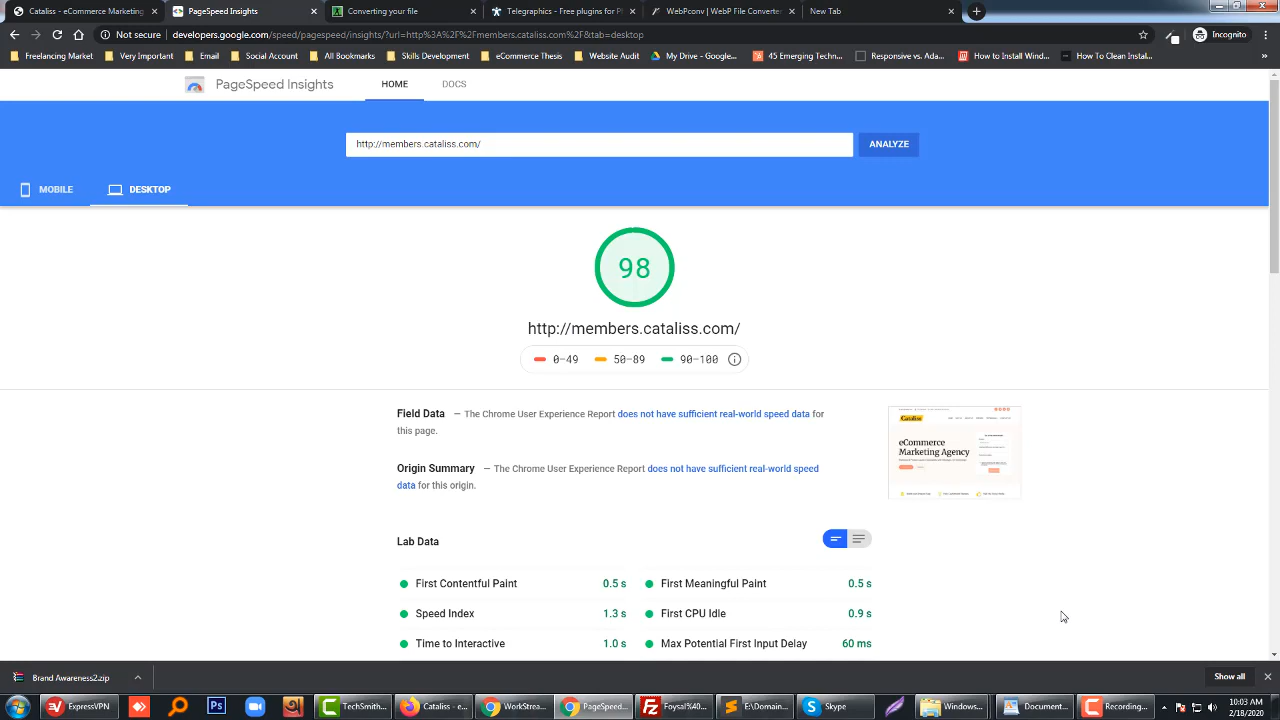 Cataliss - eCommerce Marketing
PageSpeed Insights
Converting your file
Telegraphs - Free Plugins for Ph
WebPconv | WebP File Converter
New Tab
Not secure
developers.google.com/speed/pagespeed/insights/?url=http%3A%2F%2Fmembers.cataliss.com%2F&tab=desktop
Incognito
Freelancing Market
Very Important
Email
Social Account
All Bookmarks
Skills Development
eCommerce Thesis
Website Audit
My Drive - Google...
45 Emerging Techn...
Responsive vs. Ada...
How to Install Wind...
How To Clean Instal...
PageSpeed Insights
HOME
DOCS
http://members.cataliss.com/
ANALYZE
MOBILE
DESKTOP
98
http://members.cataliss.com/
0–49
50–89
90–100
Field Data — The Chrome User Experience Report does not have sufficient real-world speed data for
this page.
Origin Summary — The Chrome User Experience Report does not have sufficient real-world speed
data for this origin.
Cataliss
eCommerce
Marketing Agency
Lab Data
First Contentful Paint 0.5 s
First Meaningful Paint 0.5 s
Speed Index 1.3 s
First CPU Idle 0.9 s
Time to Interactive 1.0 s
Max Potential First Input Delay 60 ms
Brand Awareness2.zip
Show all
ExpressVPN
Ps
TechSmith...
Cataliss - e...
WorkStrea...
PageSpeed...
Skype
Windows...
Document...
Recording...
10:03 AM
2/18/2020